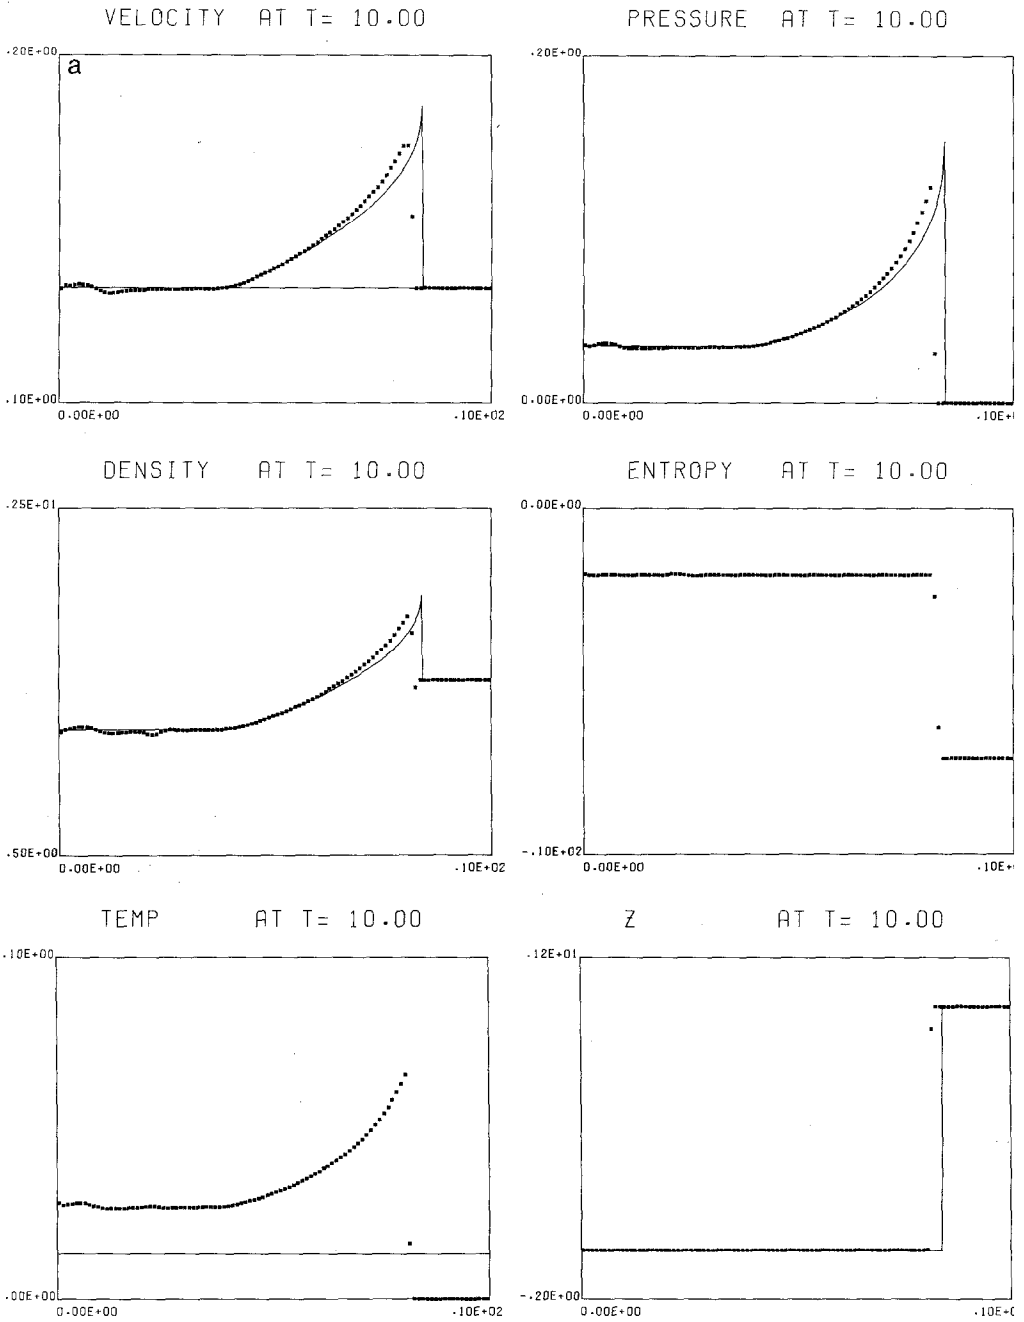 VELOCITY AT T= 10.00
PRESSURE AT T= 10.00
.20E+00
a
.10E+00
0.00E+00
.10E+02
.20E+00
0.00E+00
0.00E+00
.10E+
DENSITY AT T= 10.00
ENTROPY AT T= 10.00
.25E+01
.50E+00
0.00E+00
.10E+02
0.00E+00
-.10E+02
0.00E+00
.10E+
TEMP AT T= 10.00
Z AT T= 10.00
.10E+00
.00E+00
0.00E+00
.10E+02
.12E+01
-.20E+00
0.00E+00
.10E+